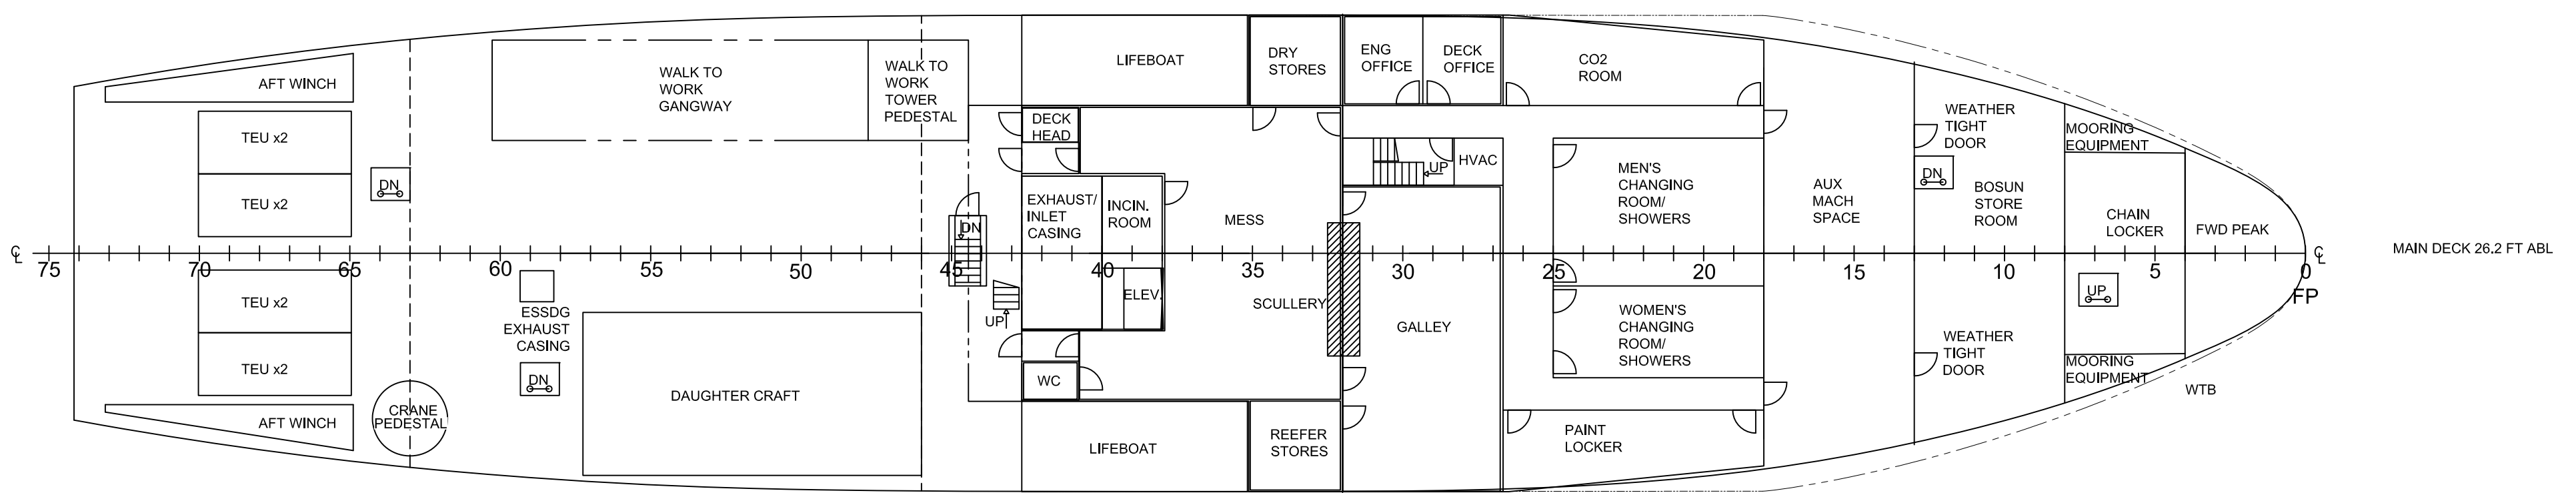 AFT WINCH
TEU x2
TEU x2
DN
WALK TO
WORK
GANGWAY
WALK TO
WORK
TOWER
PEDESTAL
LIFEBOAT
DRY
STORES
ENG
OFFICE
DECK
OFFICE
CO2
ROOM
DECK
HEAD
EXHAUST/
INLET
CASING
INCIN.
ROOM
MESS
UP
HVAC
MEN'S
CHANGING
ROOM/
SHOWERS
AUX
MACH
SPACE
WEATHER
TIGHT
DOOR
DN
BOSUN
STORE
ROOM
MOORING
EQUIPMENT
CHAIN
LOCKER
FWD PEAK
DN
℄ 75 70 65 60 55 50 45 40 35 30 25 20 15 10 5 0 ℄
FP
MAIN DECK 26.2 FT ABL
TEU x2
TEU x2
ESSDG
EXHAUST
CASING
DN
UP
ELEV.
SCULLERY
GALLEY
WOMEN'S
CHANGING
ROOM/
SHOWERS
WEATHER
TIGHT
DOOR
UP
MOORING
EQUIPMENT
WTB
AFT WINCH
CRANE
PEDESTAL
DAUGHTER CRAFT
WC
LIFEBOAT
REEFER
STORES
PAINT
LOCKER